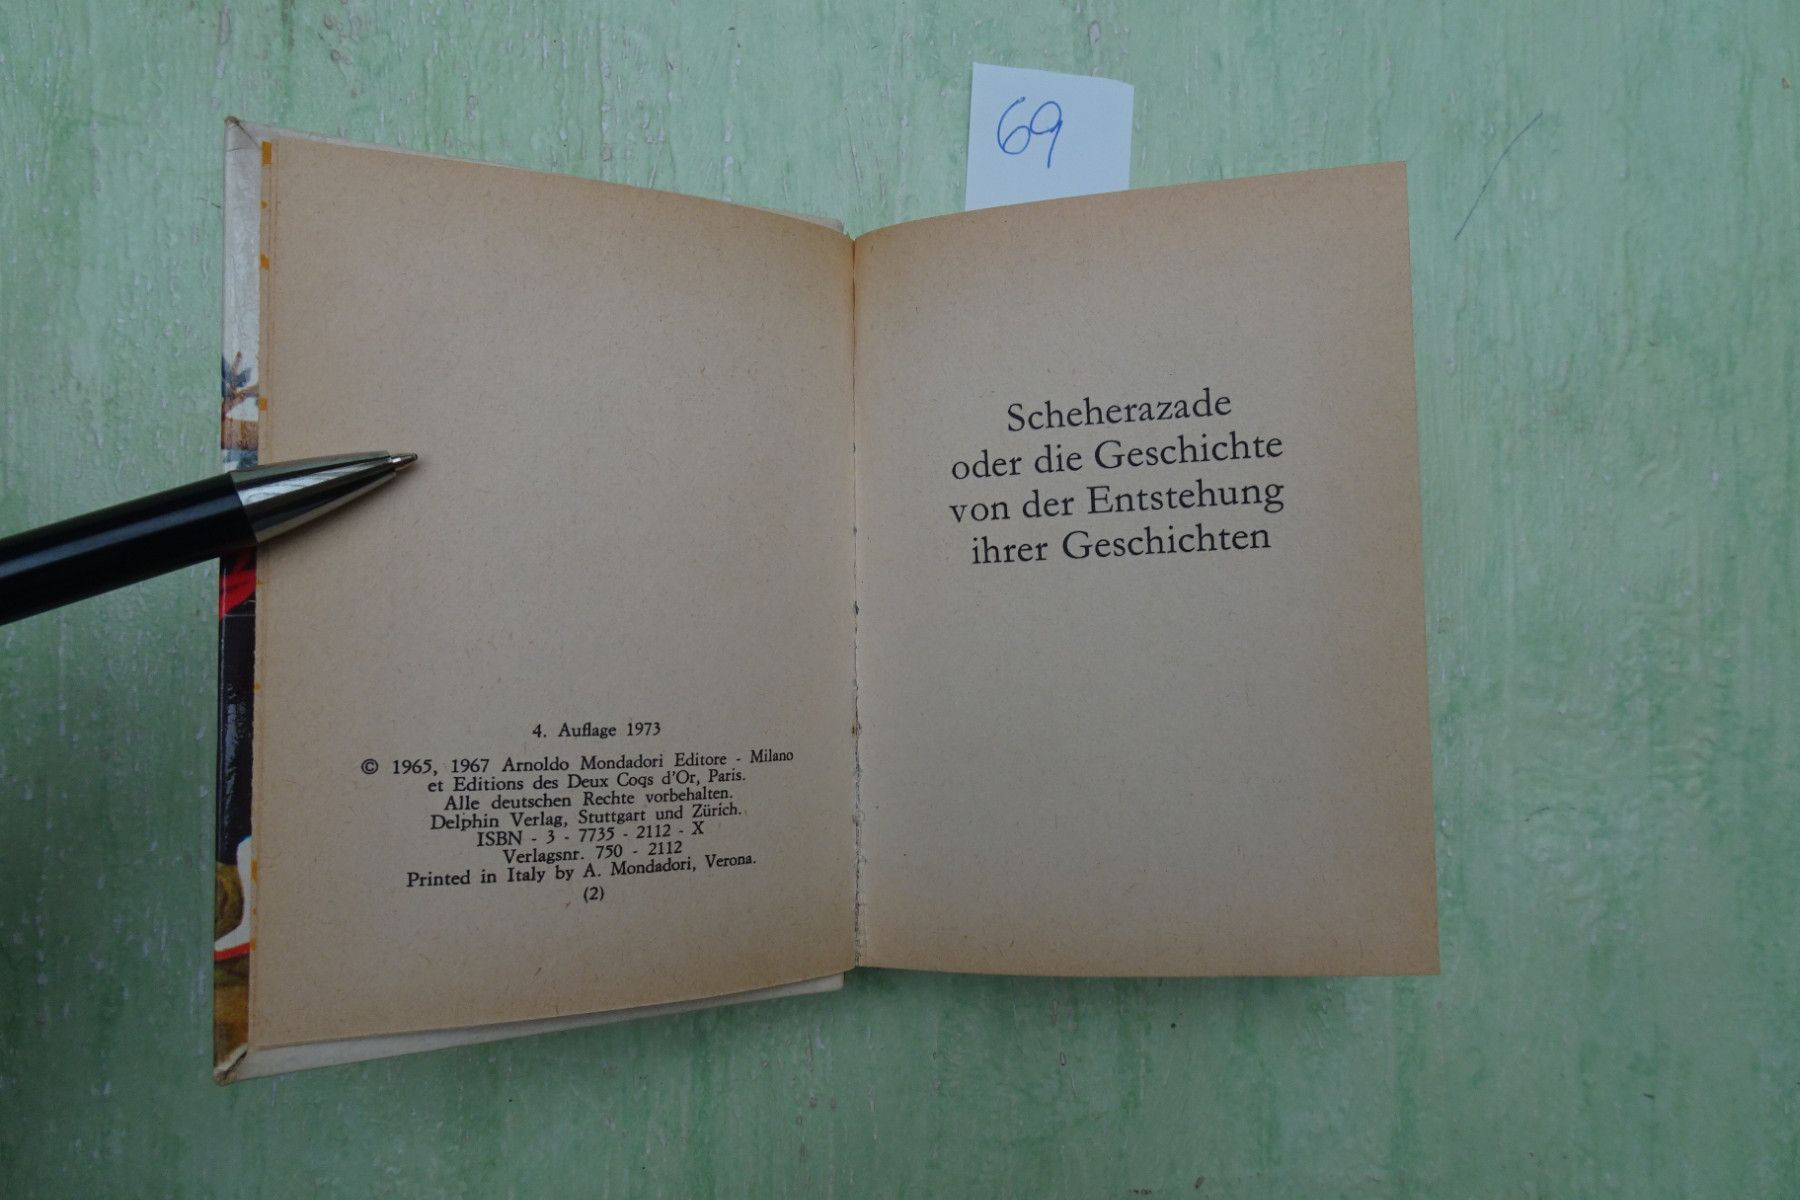 69
4. Auflage 1973
© 1965, 1967 Arnoldo Mondadori Editore - Milano
et Editions des Deux Coqs d'Or, Paris.
Alle deutschen Rechte vorbehalten.
Delphin Verlag, Stuttgart und Zürich.
ISBN - 3 - 7735 - 2112 - X
Verlagsnr. 750 - 2112
Printed in Italy by A. Mondadori, Verona.
(2)
Scheherazade
oder die Geschichte
von der Entstehung
ihrer Geschichten